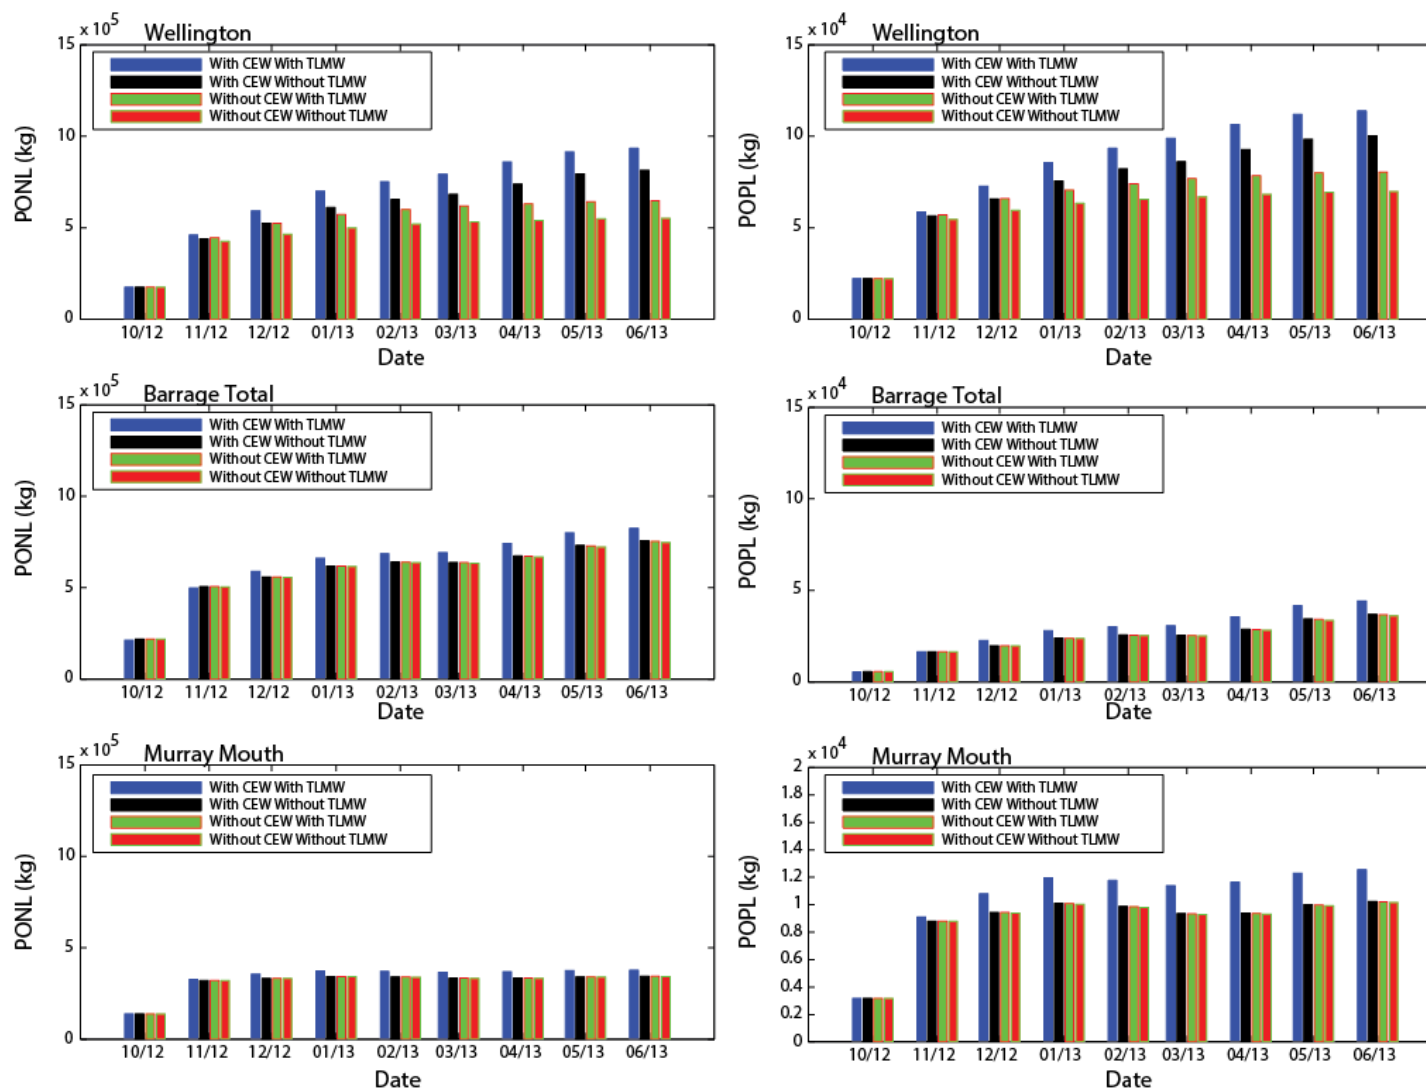 x 10^5 Wellington
15
With CEW With TLMW
With CEW Without TLMW
Without CEW With TLMW
Without CEW Without TLMW
10
5
0
PONL (kg)
10/12 11/12 12/12 01/13 02/13 03/13 04/13 05/13 06/13
Date
x 10^4 Wellington
15
With CEW With TLMW
With CEW Without TLMW
Without CEW With TLMW
Without CEW Without TLMW
10
5
0
POPL (kg)
10/12 11/12 12/12 01/13 02/13 03/13 04/13 05/13 06/13
Date
x 10^5 Barrage Total
15
With CEW With TLMW
With CEW Without TLMW
Without CEW With TLMW
Without CEW Without TLMW
10
5
0
PONL (kg)
10/12 11/12 12/12 01/13 02/13 03/13 04/13 05/13 06/13
Date
x 10^4 Barrage Total
15
With CEW With TLMW
With CEW Without TLMW
Without CEW With TLMW
Without CEW Without TLMW
10
5
0
POPL (kg)
10/12 11/12 12/12 01/13 02/13 03/13 04/13 05/13 06/13
Date
x 10^5 Murray Mouth
15
With CEW With TLMW
With CEW Without TLMW
Without CEW With TLMW
Without CEW Without TLMW
10
5
0
PONL (kg)
10/12 11/12 12/12 01/13 02/13 03/13 04/13 05/13 06/13
Date
x 10^4 Murray Mouth
2
1.8
1.6
1.4
1.2
1
0.8
0.6
0.4
0.2
0
With CEW With TLMW
With CEW Without TLMW
Without CEW With TLMW
Without CEW Without TLMW
POPL (kg)
10/12 11/12 12/12 01/13 02/13 03/13 04/13 05/13 06/13
Date